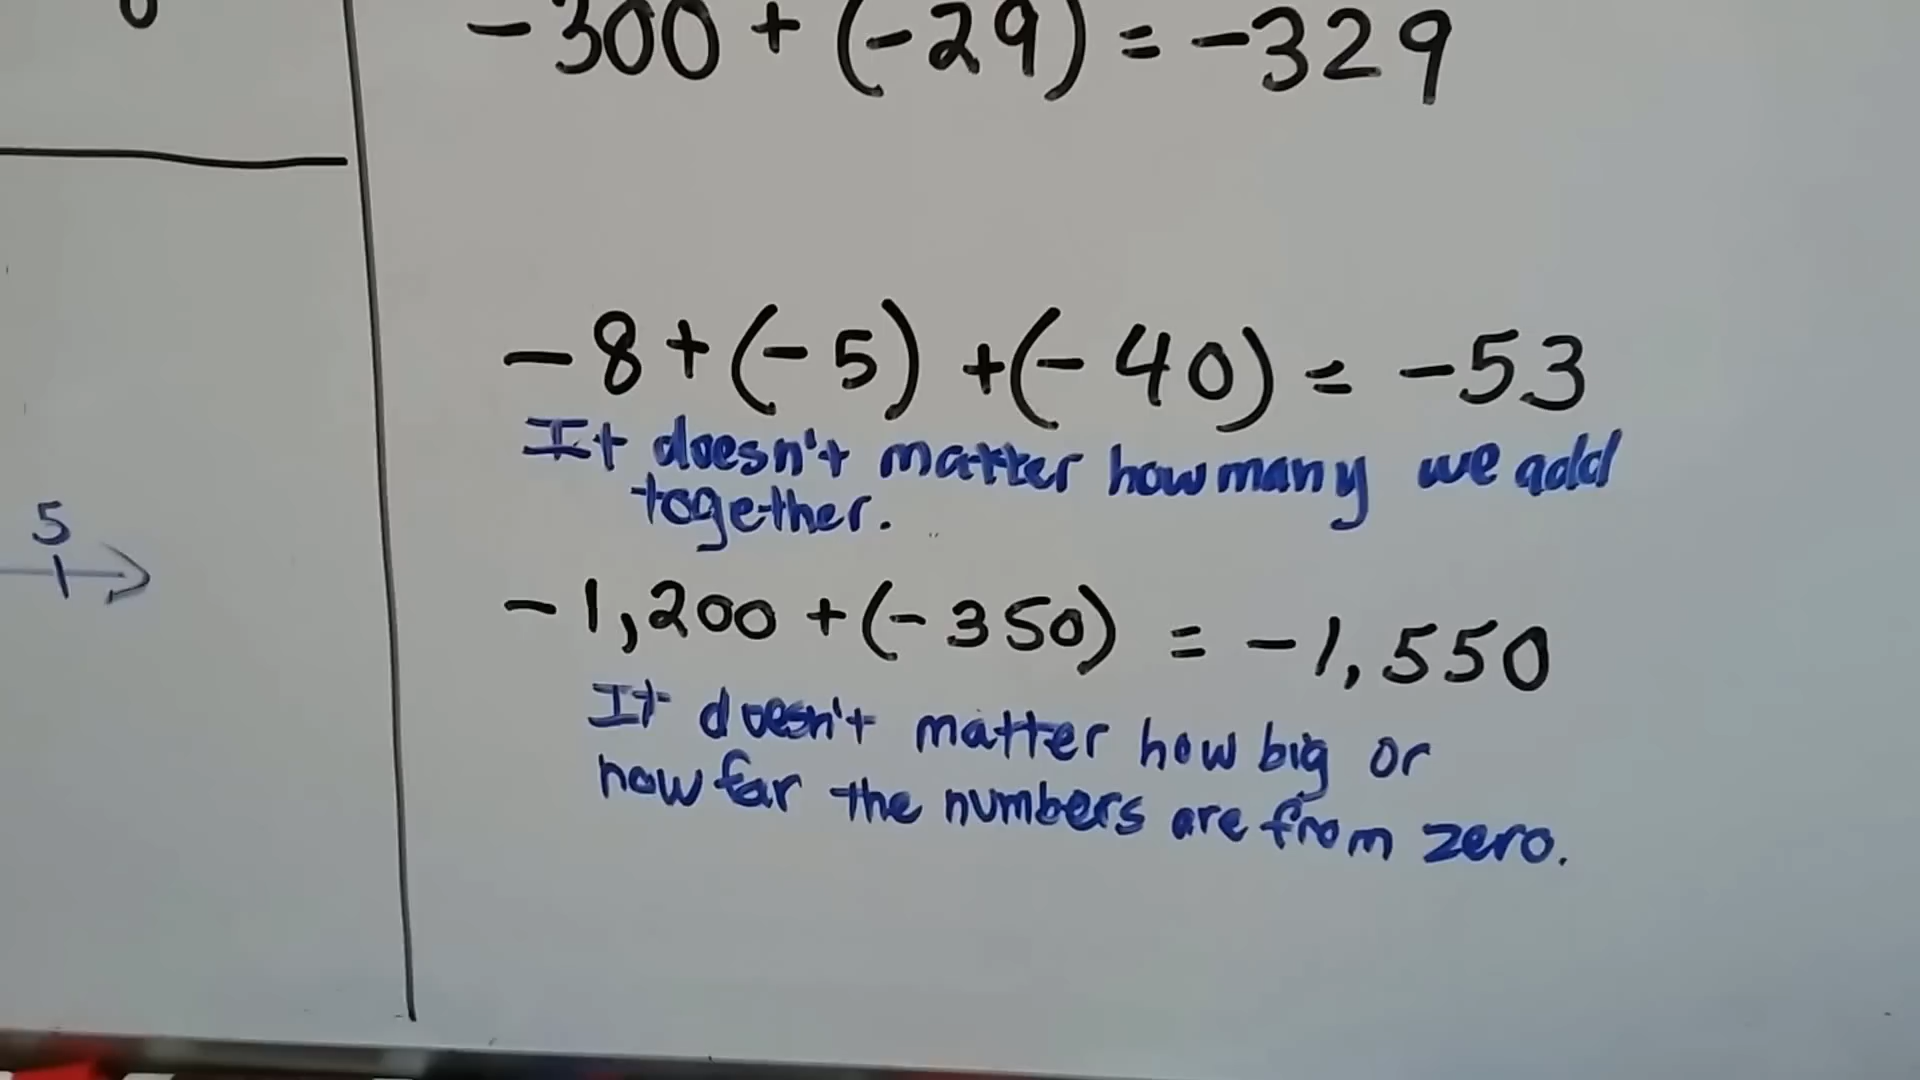 -300 + (-29) = -329
-8 + (-5) + (-40) = -53
It doesn't matter how many we add
together.
5
-1,200 + (-350) = -1,550
It doesn't matter how big or
how far the numbers are from zero.